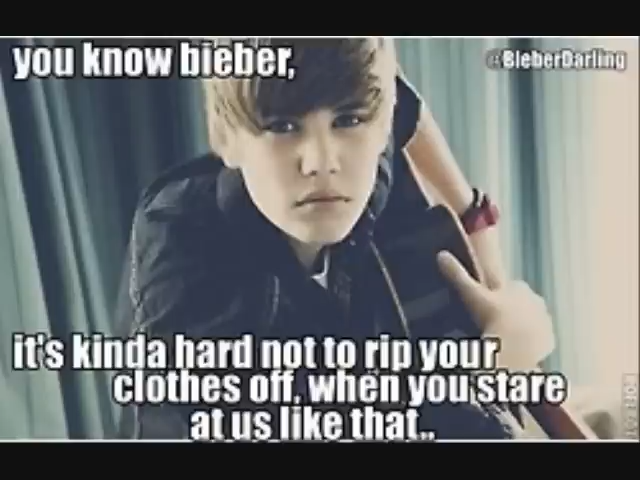 you know bieber,
@BieberDarling
it's kinda hard not to rip your
clothes off, when you stare
at us like that..